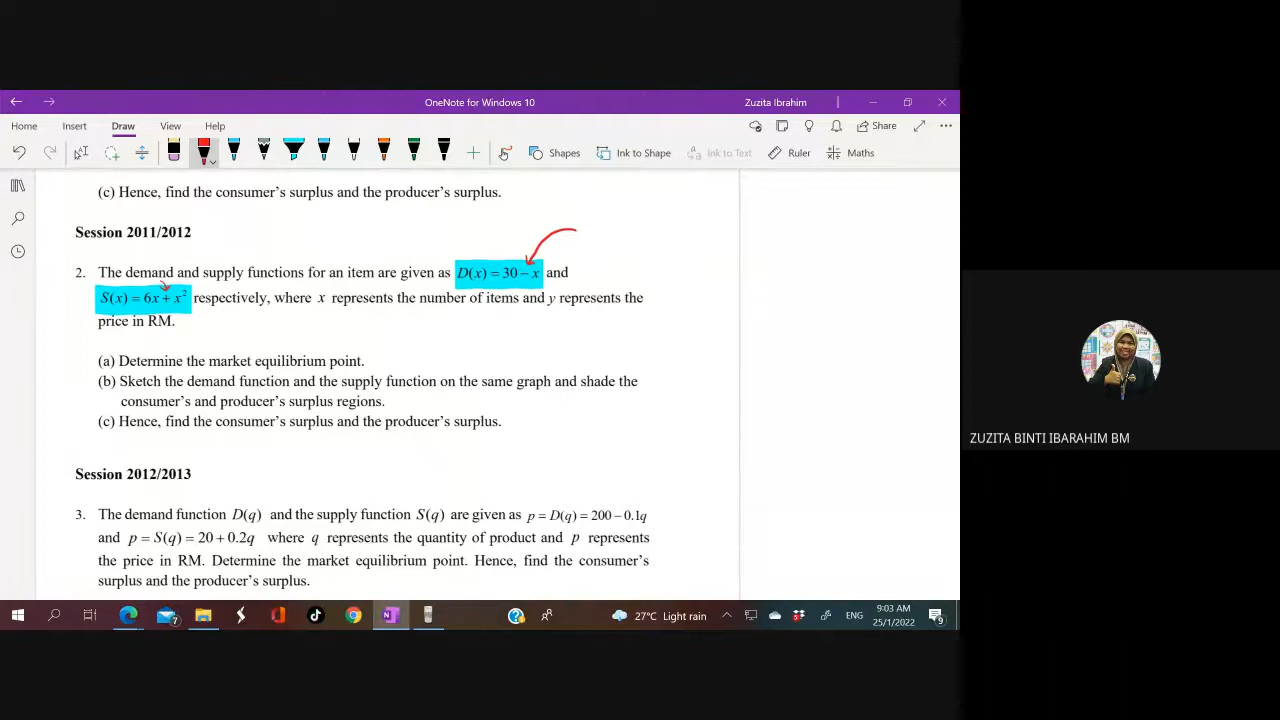 OneNote for Windows 10
Zuzita Ibrahim
Home Insert Draw View Help
Share
Shapes Ink to Shape Ink to Text Ruler Maths
(c) Hence, find the consumer's surplus and the producer's surplus.
Session 2011/2012
2. The demand and supply functions for an item are given as D(x) = 30 − x and
S(x) = 6x + x² respectively, where x represents the number of items and y represents the
price in RM.
(a) Determine the market equilibrium point.
(b) Sketch the demand function and the supply function on the same graph and shade the
consumer's and producer's surplus regions.
(c) Hence, find the consumer's surplus and the producer's surplus.
ZUZITA BINTI IBARAHIM BM
Session 2012/2013
3. The demand function D(q) and the supply function S(q) are given as p = D(q) = 200 − 0.1q
and p = S(q) = 20 + 0.2q where q represents the quantity of product and p represents
the price in RM. Determine the market equilibrium point. Hence, find the consumer's
surplus and the producer's surplus.
7
27°C Light rain
ENG
9:03 AM
25/1/2022
9